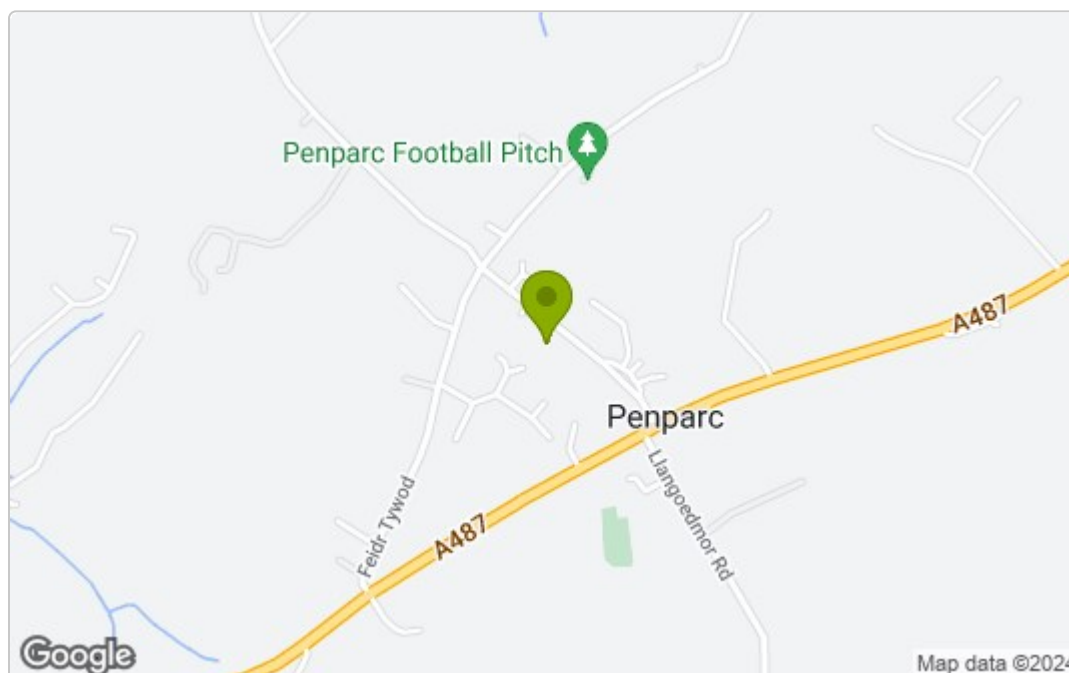 Penparc Football Pitch
A487
Penparc
Llangoedmor Rd
Feidr Tywod
A487
Google
Map data ©2024